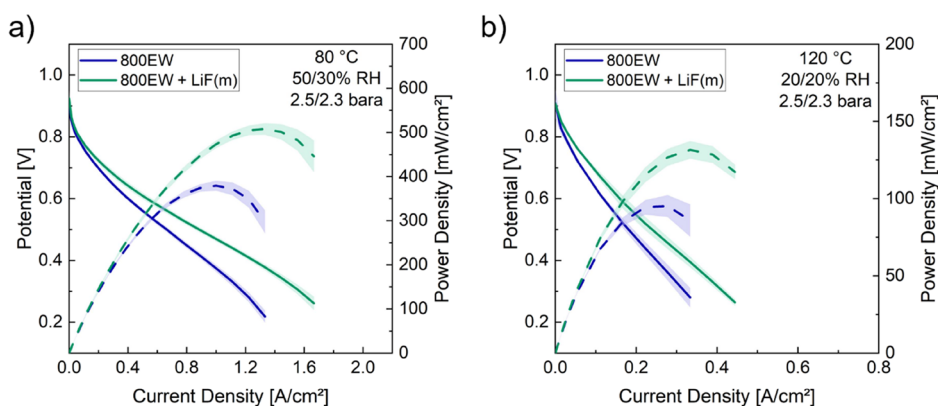 a)
800EW
800EW + LiF(m)
80 °C
50/30% RH
2.5/2.3 bara
Potential [V]
1.0
0.8
0.6
0.4
0.2
Power Density [mW/cm²]
700
600
500
400
300
200
100
0
0.0 0.4 0.8 1.2 1.6 2.0
Current Density [A/cm²]
b)
800EW
800EW + LiF(m)
120 °C
20/20% RH
2.5/2.3 bara
Potential [V]
1.0
0.8
0.6
0.4
0.2
Power Density [mW/cm²]
200
150
100
50
0
0.0 0.2 0.4 0.6 0.8
Current Density [A/cm²]